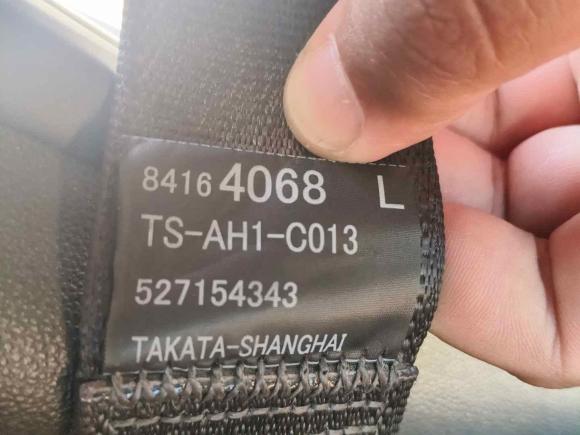 8416 4068 L
TS-AH1-C013
527154343
TAKATA-SHANGHAI